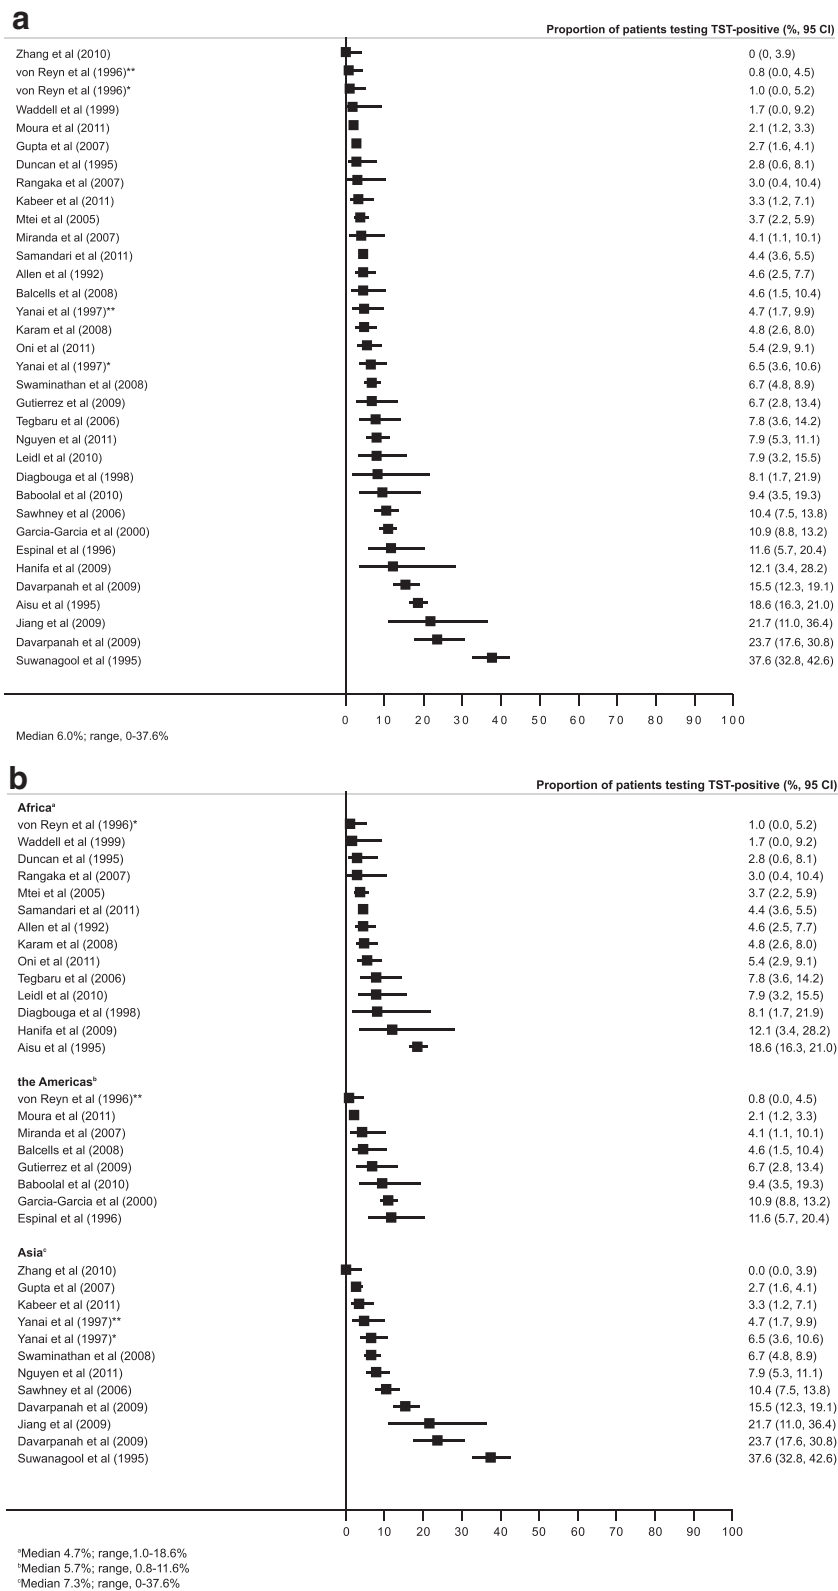 a
Proportion of patients testing TST-positive (%, 95 CI)
Zhang et al (2010) 0 (0, 3.9)
von Reyn et al (1996)** 0.8 (0.0, 4.5)
von Reyn et al (1996)* 1.0 (0.0, 5.2)
Waddell et al (1999) 1.7 (0.0, 9.2)
Moura et al (2011) 2.1 (1.2, 3.3)
Gupta et al (2007) 2.7 (1.6, 4.1)
Duncan et al (1995) 2.8 (0.6, 8.1)
Rangaka et al (2007) 3.0 (0.4, 10.4)
Kabeer et al (2011) 3.3 (1.2, 7.1)
Mtei et al (2005) 3.7 (2.2, 5.9)
Miranda et al (2007) 4.1 (1.1, 10.1)
Samandari et al (2011) 4.4 (3.6, 5.5)
Allen et al (1992) 4.6 (2.5, 7.7)
Balcells et al (2008) 4.6 (1.5, 10.4)
Yanai et al (1997)** 4.7 (1.7, 9.9)
Karam et al (2008) 4.8 (2.6, 8.0)
Oni et al (2011) 5.4 (2.9, 9.1)
Yanai et al (1997)* 6.5 (3.6, 10.6)
Swaminathan et al (2008) 6.7 (4.8, 8.9)
Gutierrez et al (2009) 6.7 (2.8, 13.4)
Tegbaru et al (2006) 7.8 (3.6, 14.2)
Nguyen et al (2011) 7.9 (5.3, 11.1)
Leidl et al (2010) 7.9 (3.2, 15.5)
Diagbouga et al (1998) 8.1 (1.7, 21.9)
Baboolal et al (2010) 9.4 (3.5, 19.3)
Sawhney et al (2006) 10.4 (7.5, 13.8)
Garcia-Garcia et al (2000) 10.9 (8.8, 13.2)
Espinal et al (1996) 11.6 (5.7, 20.4)
Hanifa et al (2009) 12.1 (3.4, 28.2)
Davarpanah et al (2009) 15.5 (12.3, 19.1)
Aisu et al (1995) 18.6 (16.3, 21.0)
Jiang et al (2009) 21.7 (11.0, 36.4)
Davarpanah et al (2009) 23.7 (17.6, 30.8)
Suwanagool et al (1995) 37.6 (32.8, 42.6)
0 10 20 30 40 50 60 70 80 90 100
Median 6.0%; range, 0-37.6%
b
Proportion of patients testing TST-positive (%, 95 CI)
Africaᵃ
von Reyn et al (1996)* 1.0 (0.0, 5.2)
Waddell et al (1999) 1.7 (0.0, 9.2)
Duncan et al (1995) 2.8 (0.6, 8.1)
Rangaka et al (2007) 3.0 (0.4, 10.4)
Mtei et al (2005) 3.7 (2.2, 5.9)
Samandari et al (2011) 4.4 (3.6, 5.5)
Allen et al (1992) 4.6 (2.5, 7.7)
Karam et al (2008) 4.8 (2.6, 8.0)
Oni et al (2011) 5.4 (2.9, 9.1)
Tegbaru et al (2006) 7.8 (3.6, 14.2)
Leidl et al (2010) 7.9 (3.2, 15.5)
Diagbouga et al (1998) 8.1 (1.7, 21.9)
Hanifa et al (2009) 12.1 (3.4, 28.2)
Aisu et al (1995) 18.6 (16.3, 21.0)
the Americasᵇ
von Reyn et al (1996)** 0.8 (0.0, 4.5)
Moura et al (2011) 2.1 (1.2, 3.3)
Miranda et al (2007) 4.1 (1.1, 10.1)
Balcells et al (2008) 4.6 (1.5, 10.4)
Gutierrez et al (2009) 6.7 (2.8, 13.4)
Baboolal et al (2010) 9.4 (3.5, 19.3)
Garcia-Garcia et al (2000) 10.9 (8.8, 13.2)
Espinal et al (1996) 11.6 (5.7, 20.4)
Asiaᶜ
Zhang et al (2010) 0.0 (0.0, 3.9)
Gupta et al (2007) 2.7 (1.6, 4.1)
Kabeer et al (2011) 3.3 (1.2, 7.1)
Yanai et al (1997)** 4.7 (1.7, 9.9)
Yanai et al (1997)* 6.5 (3.6, 10.6)
Swaminathan et al (2008) 6.7 (4.8, 8.9)
Nguyen et al (2011) 7.9 (5.3, 11.1)
Sawhney et al (2006) 10.4 (7.5, 13.8)
Davarpanah et al (2009) 15.5 (12.3, 19.1)
Jiang et al (2009) 21.7 (11.0, 36.4)
Davarpanah et al (2009) 23.7 (17.6, 30.8)
Suwanagool et al (1995) 37.6 (32.8, 42.6)
0 10 20 30 40 50 60 70 80 90 100
ᵃMedian 4.7%; range,1.0-18.6%
ᵇMedian 5.7%; range, 0.8-11.6%
ᶜMedian 7.3%; range, 0-37.6%